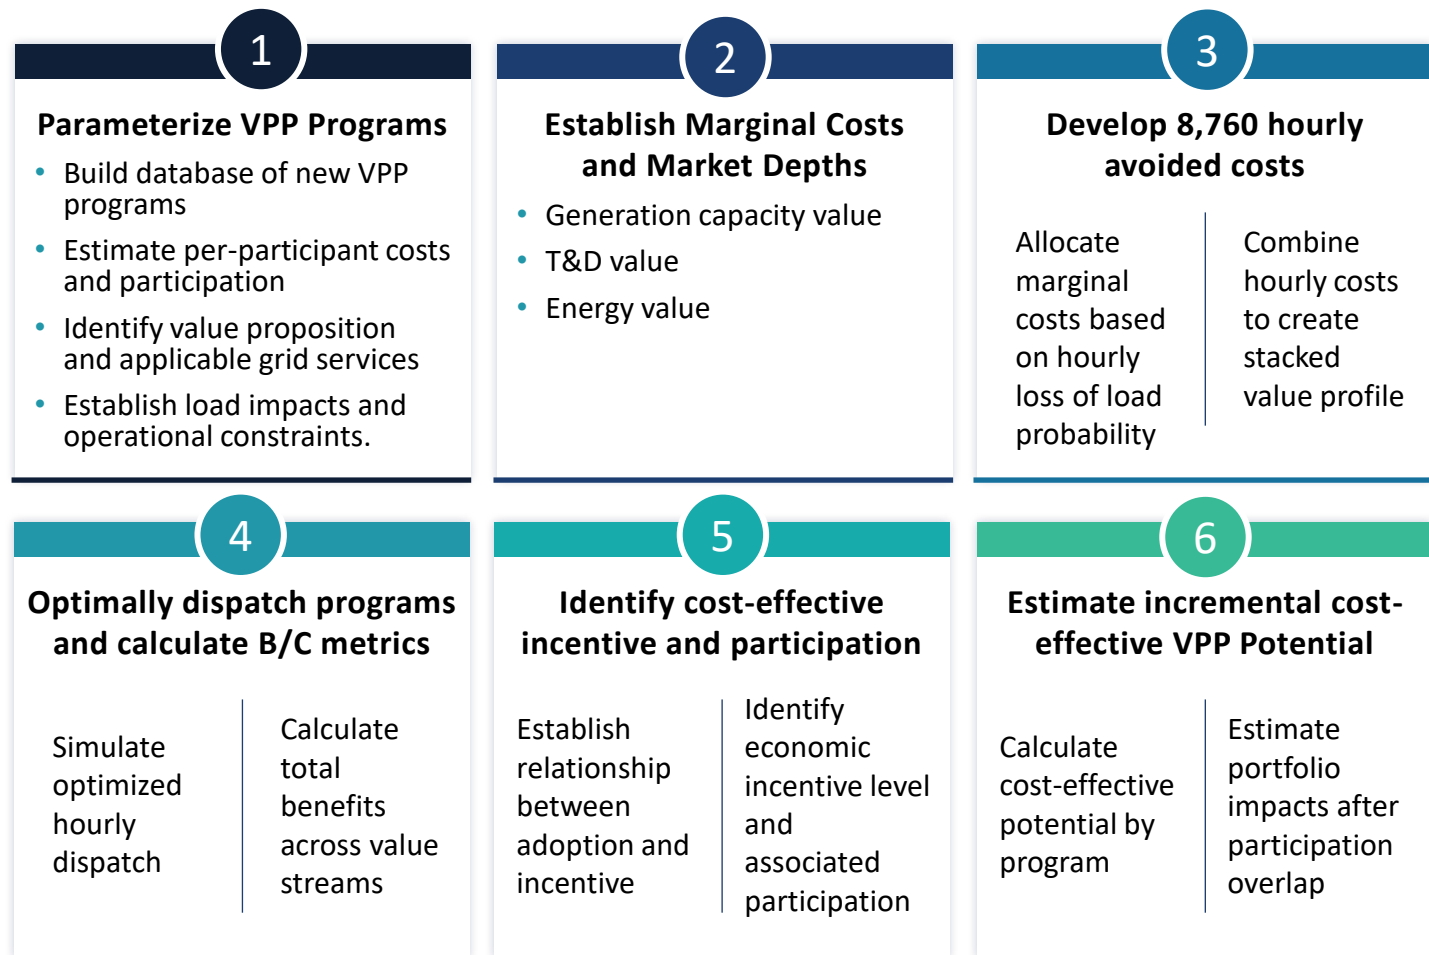 1
Parameterize VPP Programs
• Build database of new VPP
programs
• Estimate per-participant costs
and participation
• Identify value proposition
and applicable grid services
• Establish load impacts and
operational constraints.
2
Establish Marginal Costs
and Market Depths
• Generation capacity value
• T&D value
• Energy value
3
Develop 8,760 hourly
avoided costs
Allocate
marginal
costs based
on hourly
loss of load
probability
Combine
hourly costs
to create
stacked
value profile
4
Optimally dispatch programs
and calculate B/C metrics
Simulate
optimized
hourly
dispatch
Calculate
total
benefits
across value
streams
5
Identify cost-effective
incentive and participation
Establish
relationship
between
adoption and
incentive
Identify
economic
incentive level
and
associated
participation
6
Estimate incremental cost-
effective VPP Potential
Calculate
cost-effective
potential by
program
Estimate
portfolio
impacts after
participation
overlap